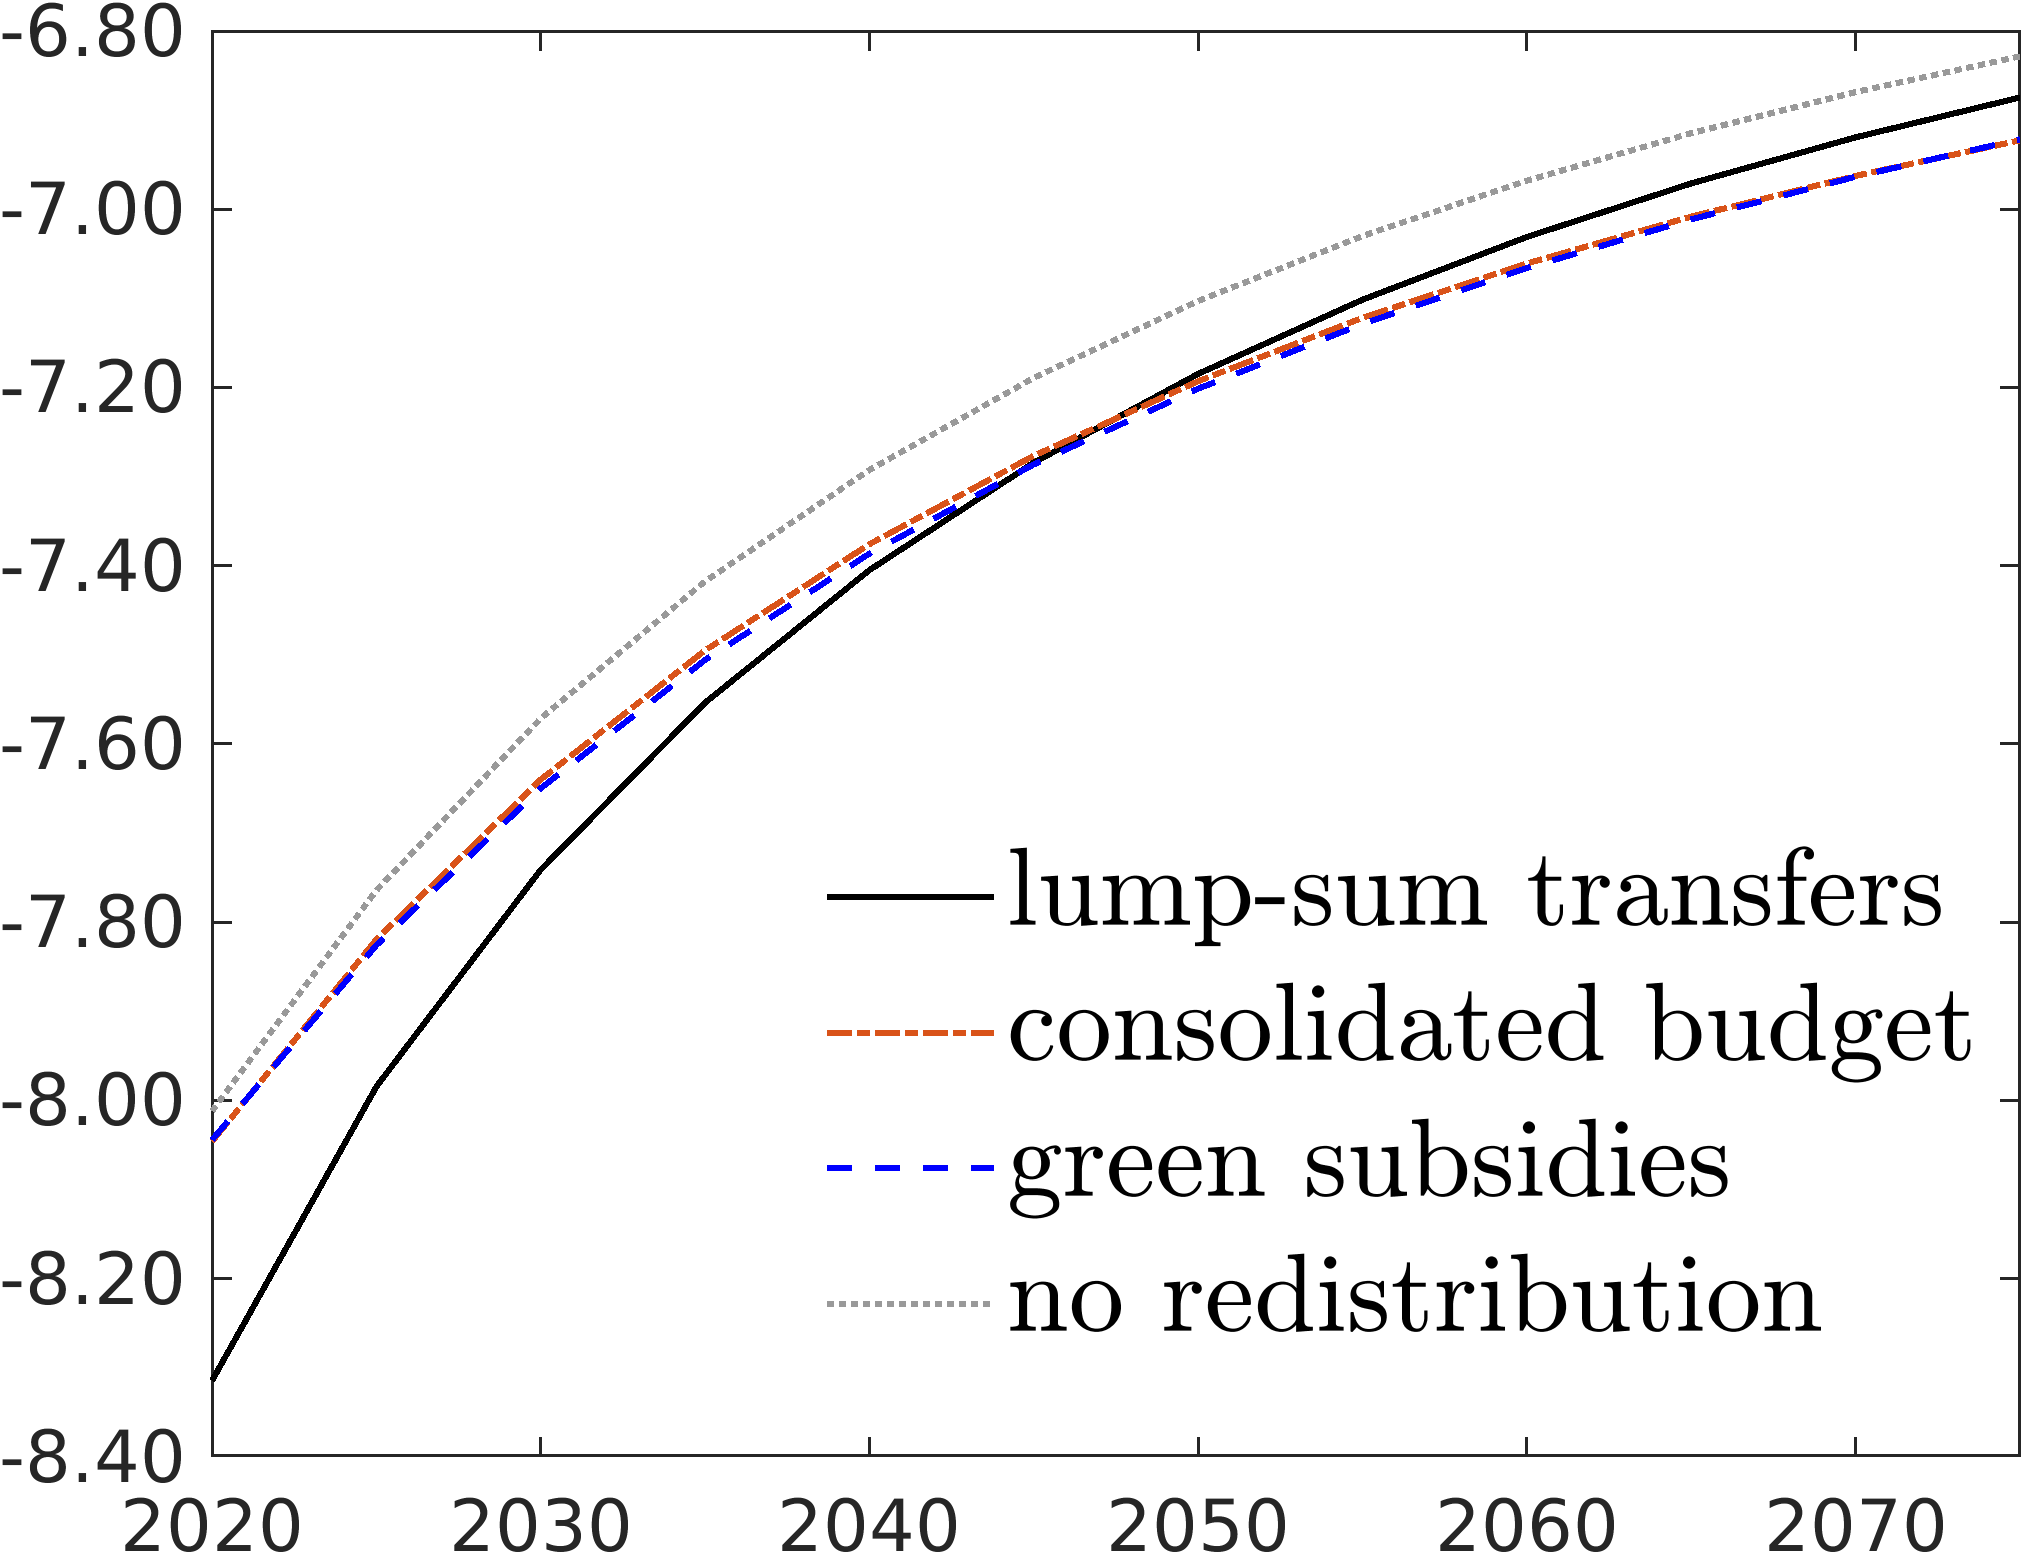 -6.80
-7.00
-7.20
-7.40
-7.60
-7.80
-8.00
-8.20
-8.40
2020 2030 2040 2050 2060 2070
lump-sum transfers
consolidated budget
green subsidies
no redistribution